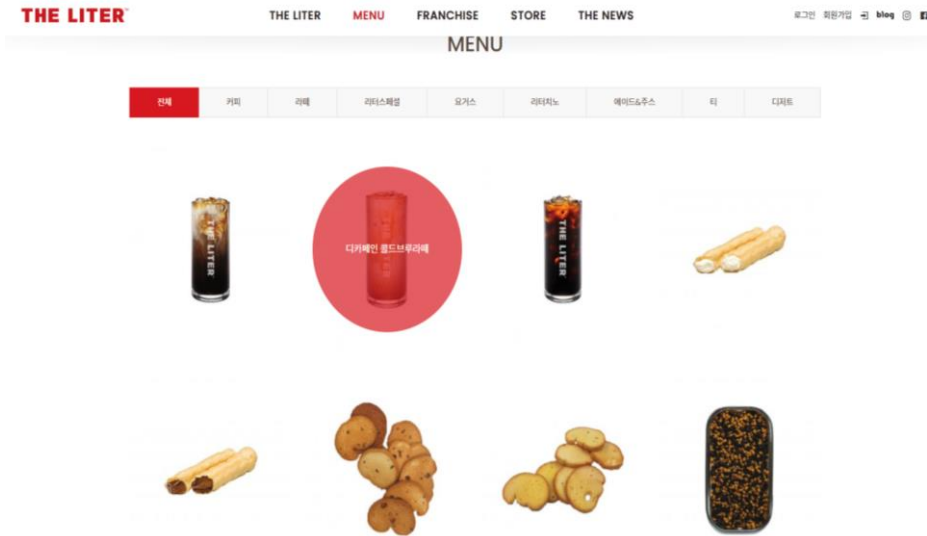 THE LITER THE LITER MENU FRANCHISE STORE THE NEWS 로그인 회원가입 blog
MENU
전체 커피 라떼 리터스페셜 요거스 리터치노 에이드&주스 티 디저트
THE LITER
디카페인 콜드브루라떼
THE LITER